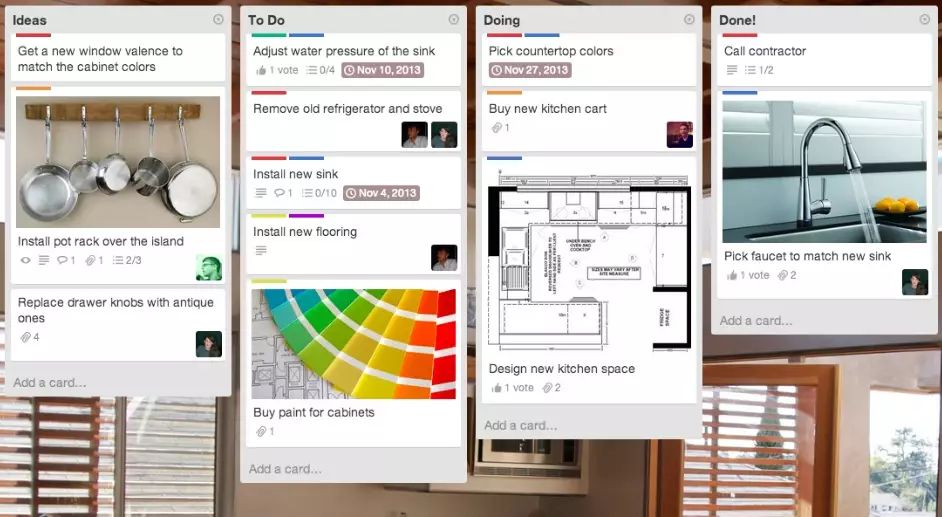 Ideas
Get a new window valence to
match the cabinet colors
Install pot rack over the island
1 1 2/3
Replace drawer knobs with antique
ones
4
Add a card...
To Do
Adjust water pressure of the sink
1 vote 0/4 Nov 10, 2013
Remove old refrigerator and stove
Install new sink
1 0/10 Nov 4, 2013
Install new flooring
Buy paint for cabinets
1
Add a card...
Doing
Pick countertop colors
Nov 27, 2013
Buy new kitchen cart
1
UNDER BENCH
OVEN AND
COOKTOP
SIZES MAY VARY AFTER
SITE MEASURE
FRIDGE
SPACE
Design new kitchen space
1 vote 2
Add a card...
Done!
Call contractor
1/2
Pick faucet to match new sink
1 vote 2
Add a card...